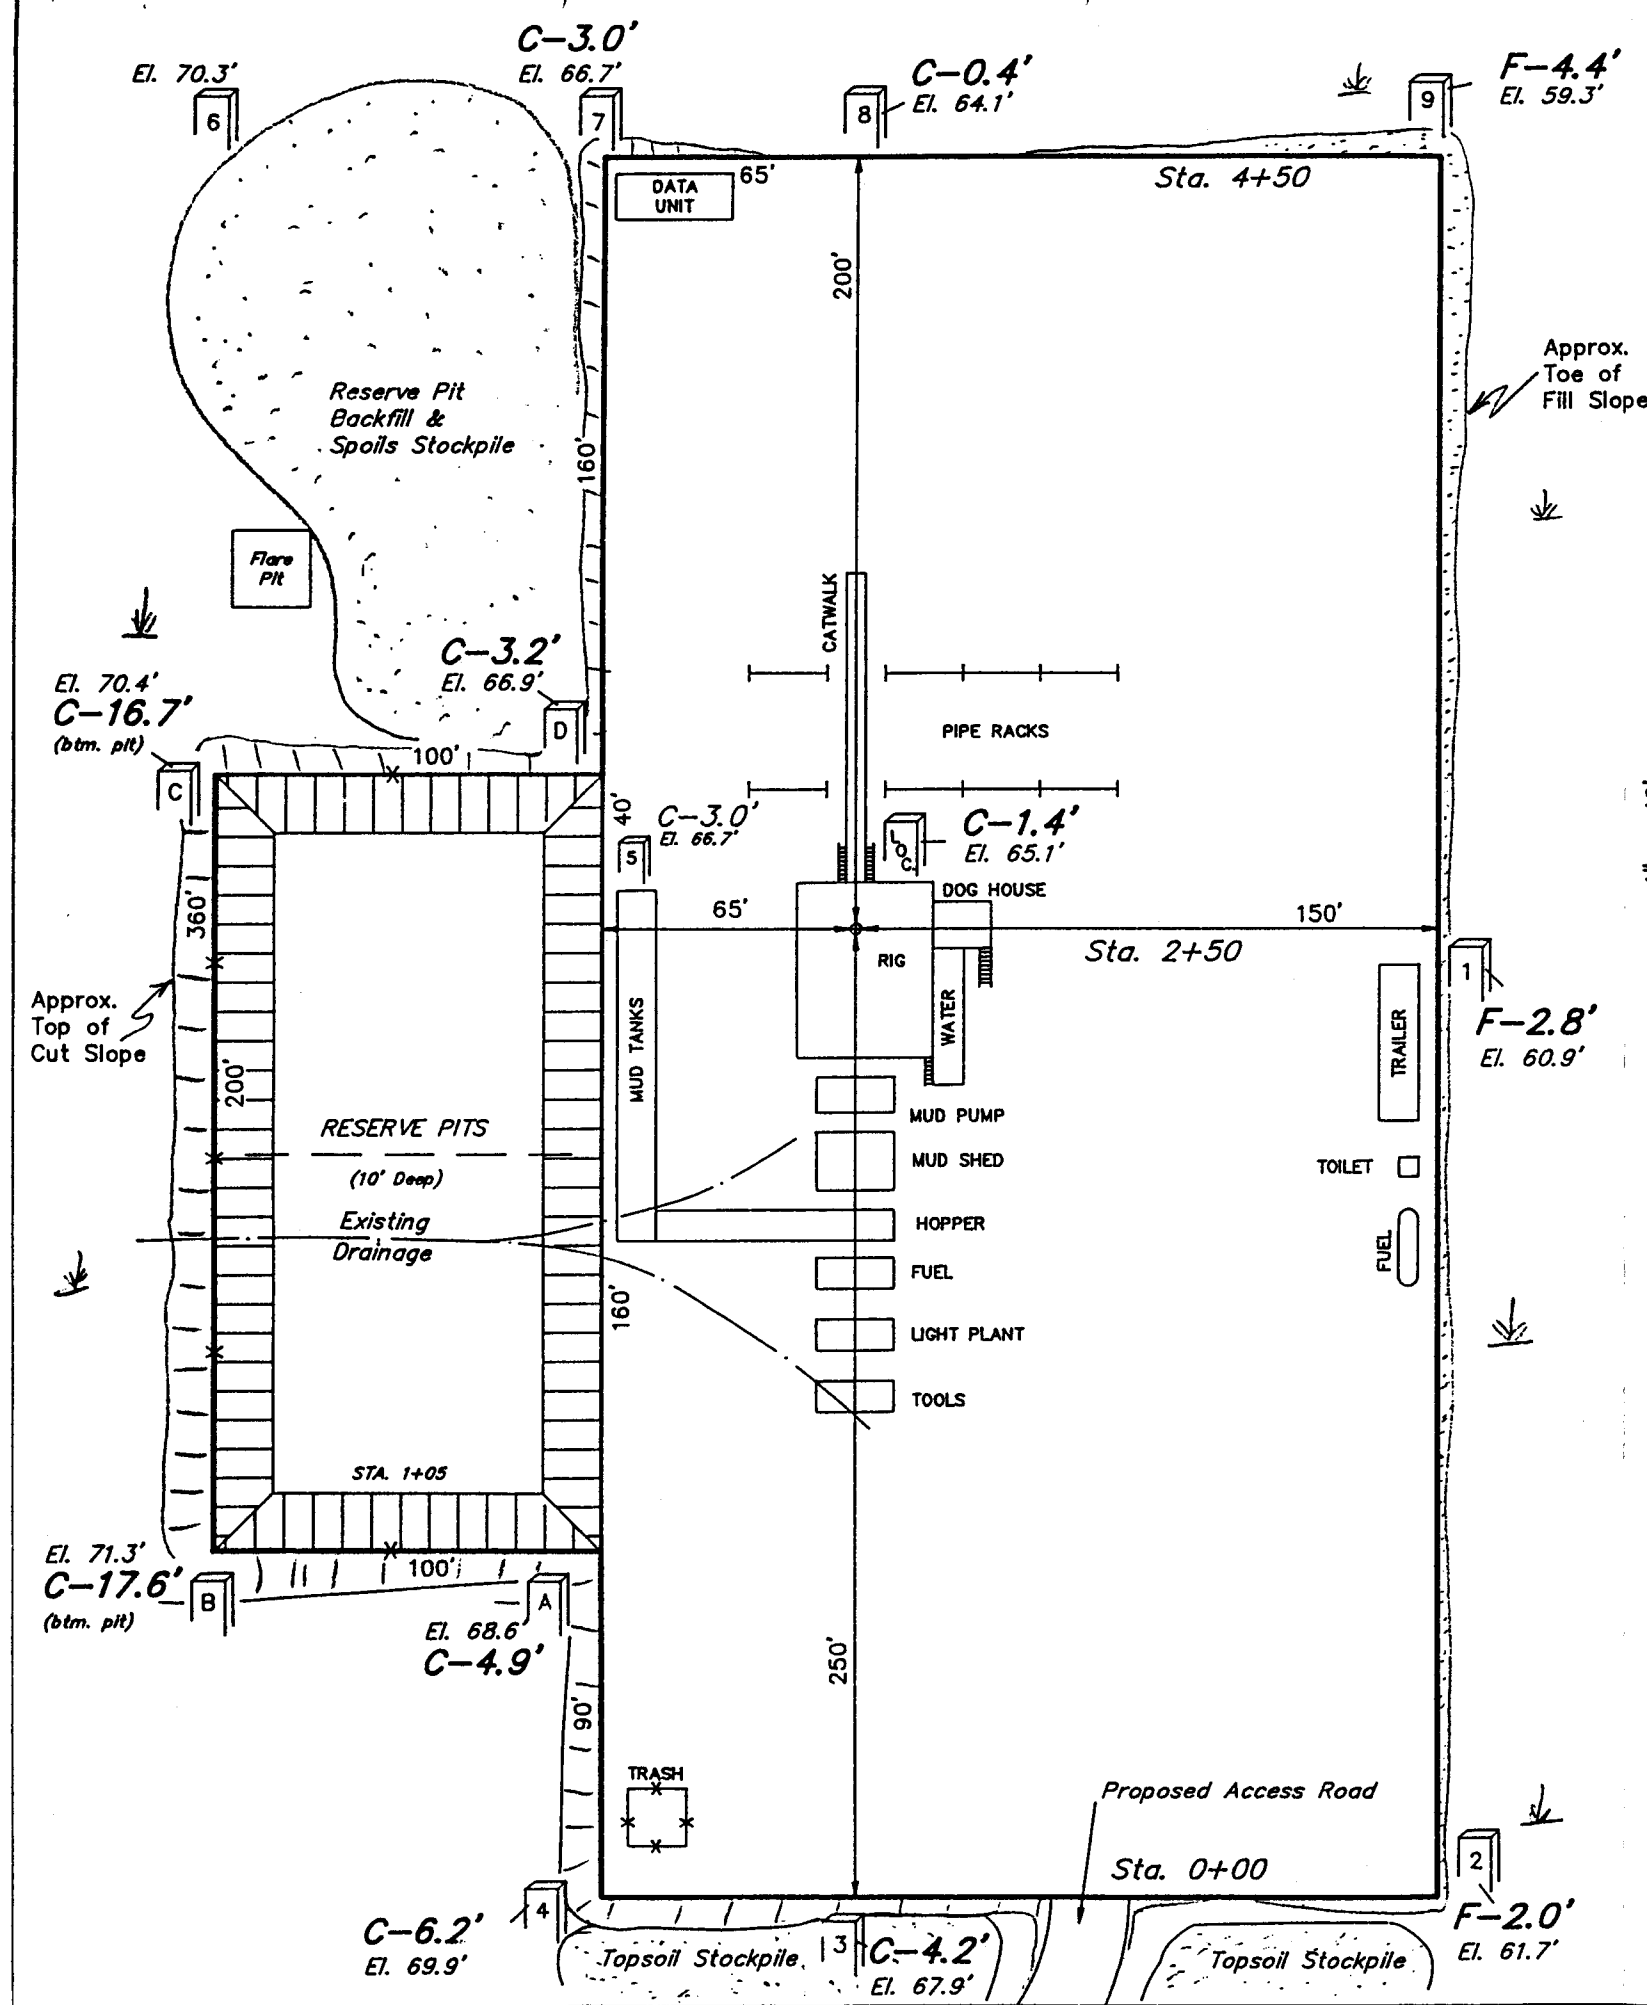 C-3.0'
El. 66.7'
El. 70.3'
C-0.4'
El. 64.1'
F-4.4'
El. 59.3'
6
7
8
9
DATA
UNIT
65'
Sta. 4+50
200'
Approx.
Toe of
Fill Slope
Reserve Pit
Backfill &
Spoils Stockpile
160'
Flare
Pit
CATWALK
C-3.2'
El. 66.9'
D
El. 70.4'
C-16.7'
(btm. pit)
C
100'
PIPE RACKS
40'
C-3.0'
El. 66.7'
5
LOC.
C-1.4'
El. 65.1'
DOG HOUSE
360'
65'
150'
Sta. 2+50
RIG
1
F-2.8'
El. 60.9'
Approx.
Top of
Cut Slope
MUD TANKS
WATER
TRAILER
200'
RESERVE PITS
(10' Deep)
Existing
Drainage
MUD PUMP
MUD SHED
TOILET
HOPPER
FUEL
FUEL
160'
LIGHT PLANT
TOOLS
STA. 1+05
El. 71.3'
C-17.6'
(btm. pit)
B
100'
A
El. 68.6'
C-4.9'
250'
90'
TRASH
Proposed Access Road
Sta. 0+00
2
F-2.0'
El. 61.7'
4
C-6.2'
El. 69.9'
Topsoil Stockpile
3
C-4.2'
El. 67.9'
Topsoil Stockpile